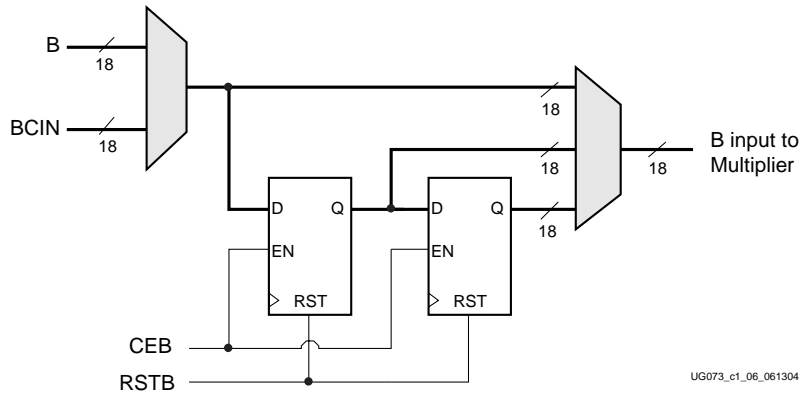 B
18
BCIN
18
18
18
B input to
Multiplier
18
18
D
Q
EN
RST
D
Q
EN
RST
CEB
RSTB
UG073_c1_06_061304